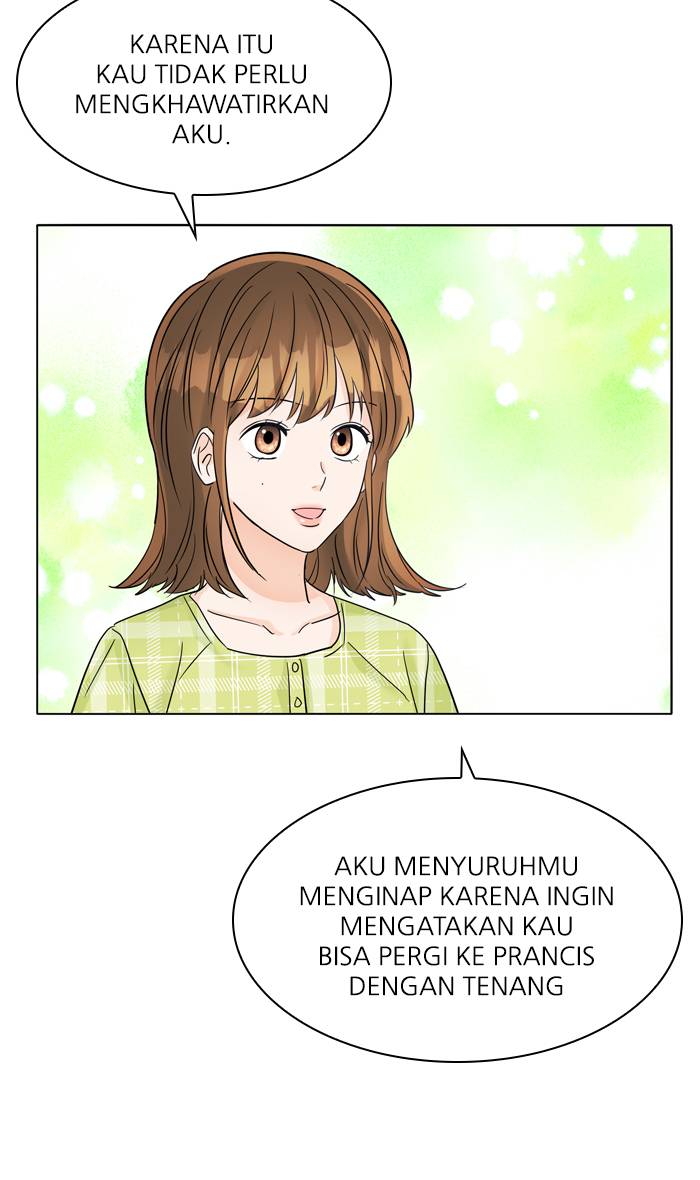 KARENA ITU
KAU TIDAK PERLU
MENGKHAWATIRKAN
AKU.
AKU MENYURUHMU
MENGINAP KARENA INGIN
MENGATAKAN KAU
BISA PERGI KE PRANCIS
DENGAN TENANG